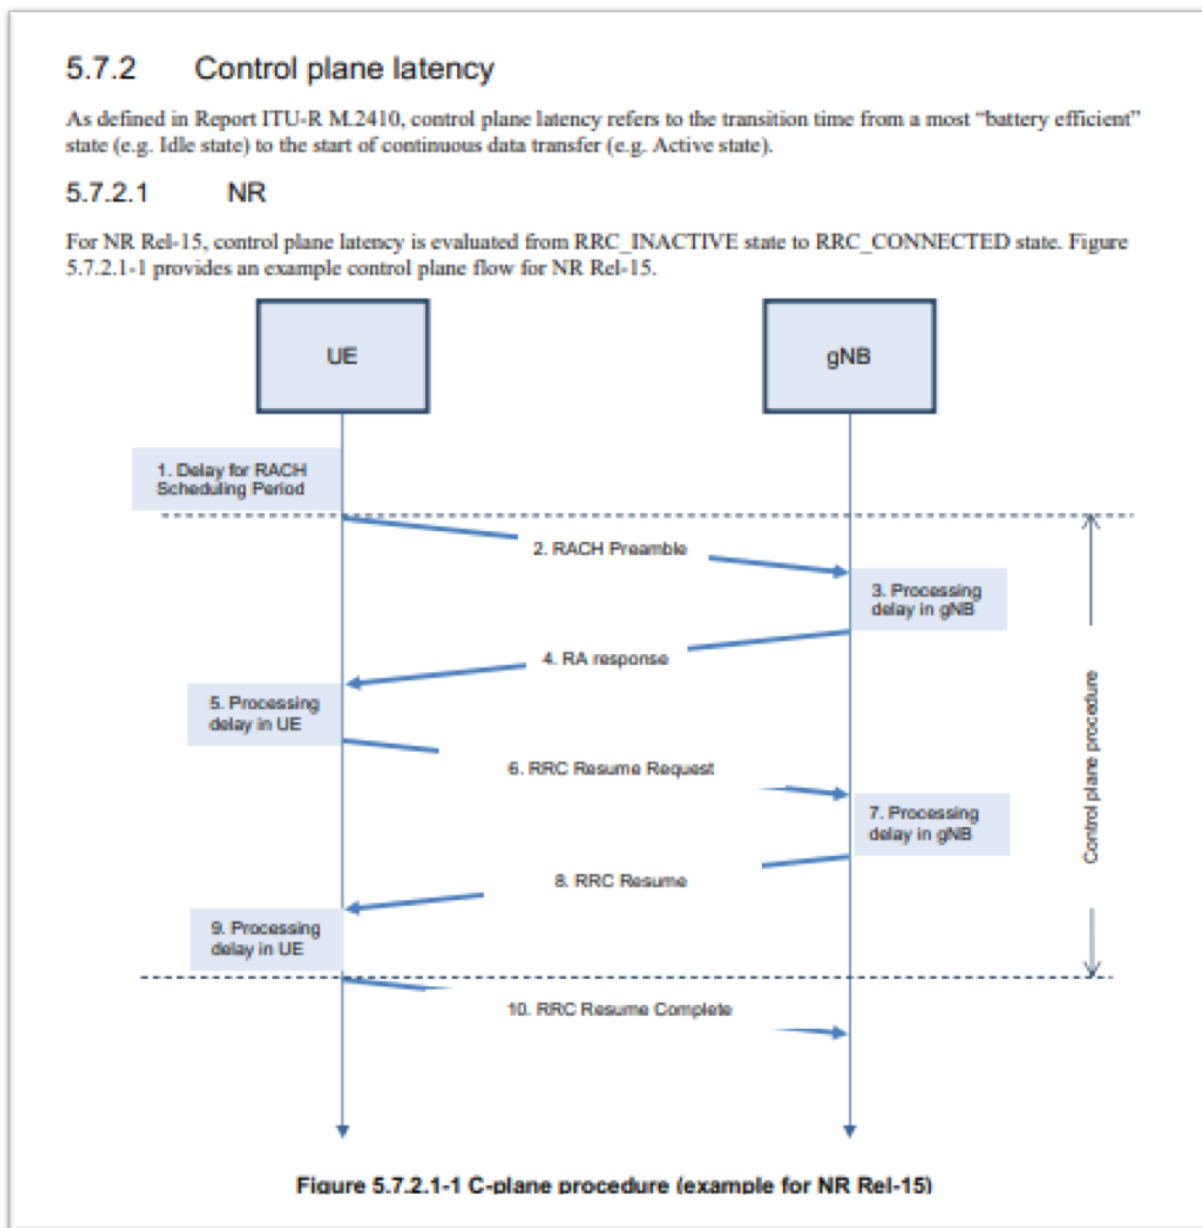 5.7.2 Control plane latency
As defined in Report ITU-R M.2410, control plane latency refers to the transition time from a most “battery efficient”
state (e.g. Idle state) to the start of continuous data transfer (e.g. Active state).
5.7.2.1 NR
For NR Rel-15, control plane latency is evaluated from RRC_INACTIVE state to RRC_CONNECTED state. Figure
5.7.2.1-1 provides an example control plane flow for NR Rel-15.
UE
gNB
1. Delay for RACH
Scheduling Period
2. RACH Preamble
3. Processing
delay in gNB
4. RA response
5. Processing
delay in UE
6. RRC Resume Request
7. Processing
delay in gNB
8. RRC Resume
9. Processing
delay in UE
10. RRC Resume Complete
Control plane procedure
Figure 5.7.2.1-1 C-plane procedure (example for NR Rel-15)